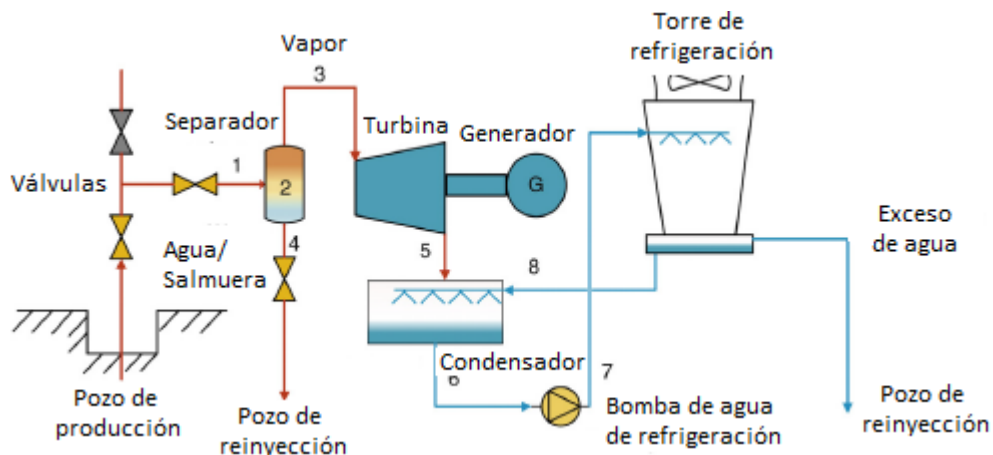 Torre de
refrigeración
Vapor
3
Separador
Turbina
Generador
1
Válvulas
2
G
Agua/
Salmuera
4
5
8
Exceso
de agua
Condensador
6
7
Pozo de
producción
Pozo de
reinyección
Bomba de agua
de refrigeración
Pozo de
reinyección